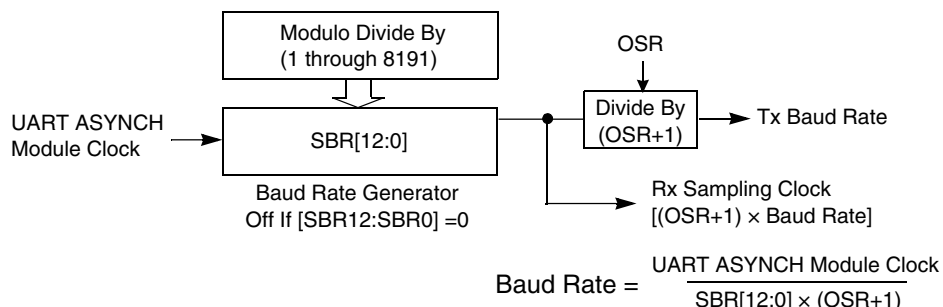 Modulo Divide By
(1 through 8191)
OSR
UART ASYNCH
Module Clock
SBR[12:0]
Divide By
(OSR+1)
Tx Baud Rate
Baud Rate Generator
Off If [SBR12:SBR0] =0
Rx Sampling Clock
[(OSR+1) × Baud Rate]
Baud Rate =
UART ASYNCH Module Clock
SBR[12:0] × (OSR+1)